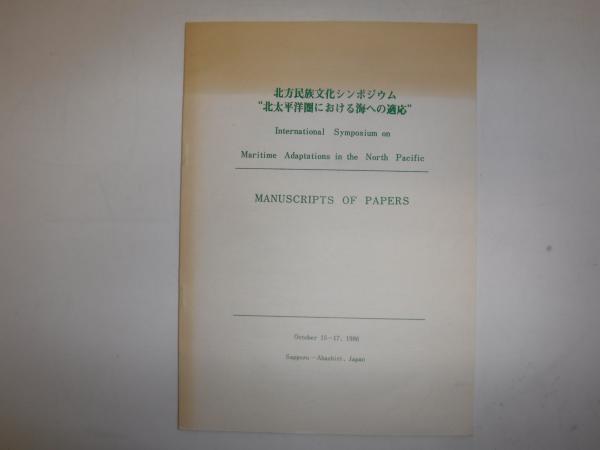 北方民族文化シンポジウム
"北太平洋圏における海への適応"
International Symposium on
Maritime Adaptations in the North Pacific
MANUSCRIPTS OF PAPERS
October 15-17, 1986
Sapporo-Abashiri, Japan